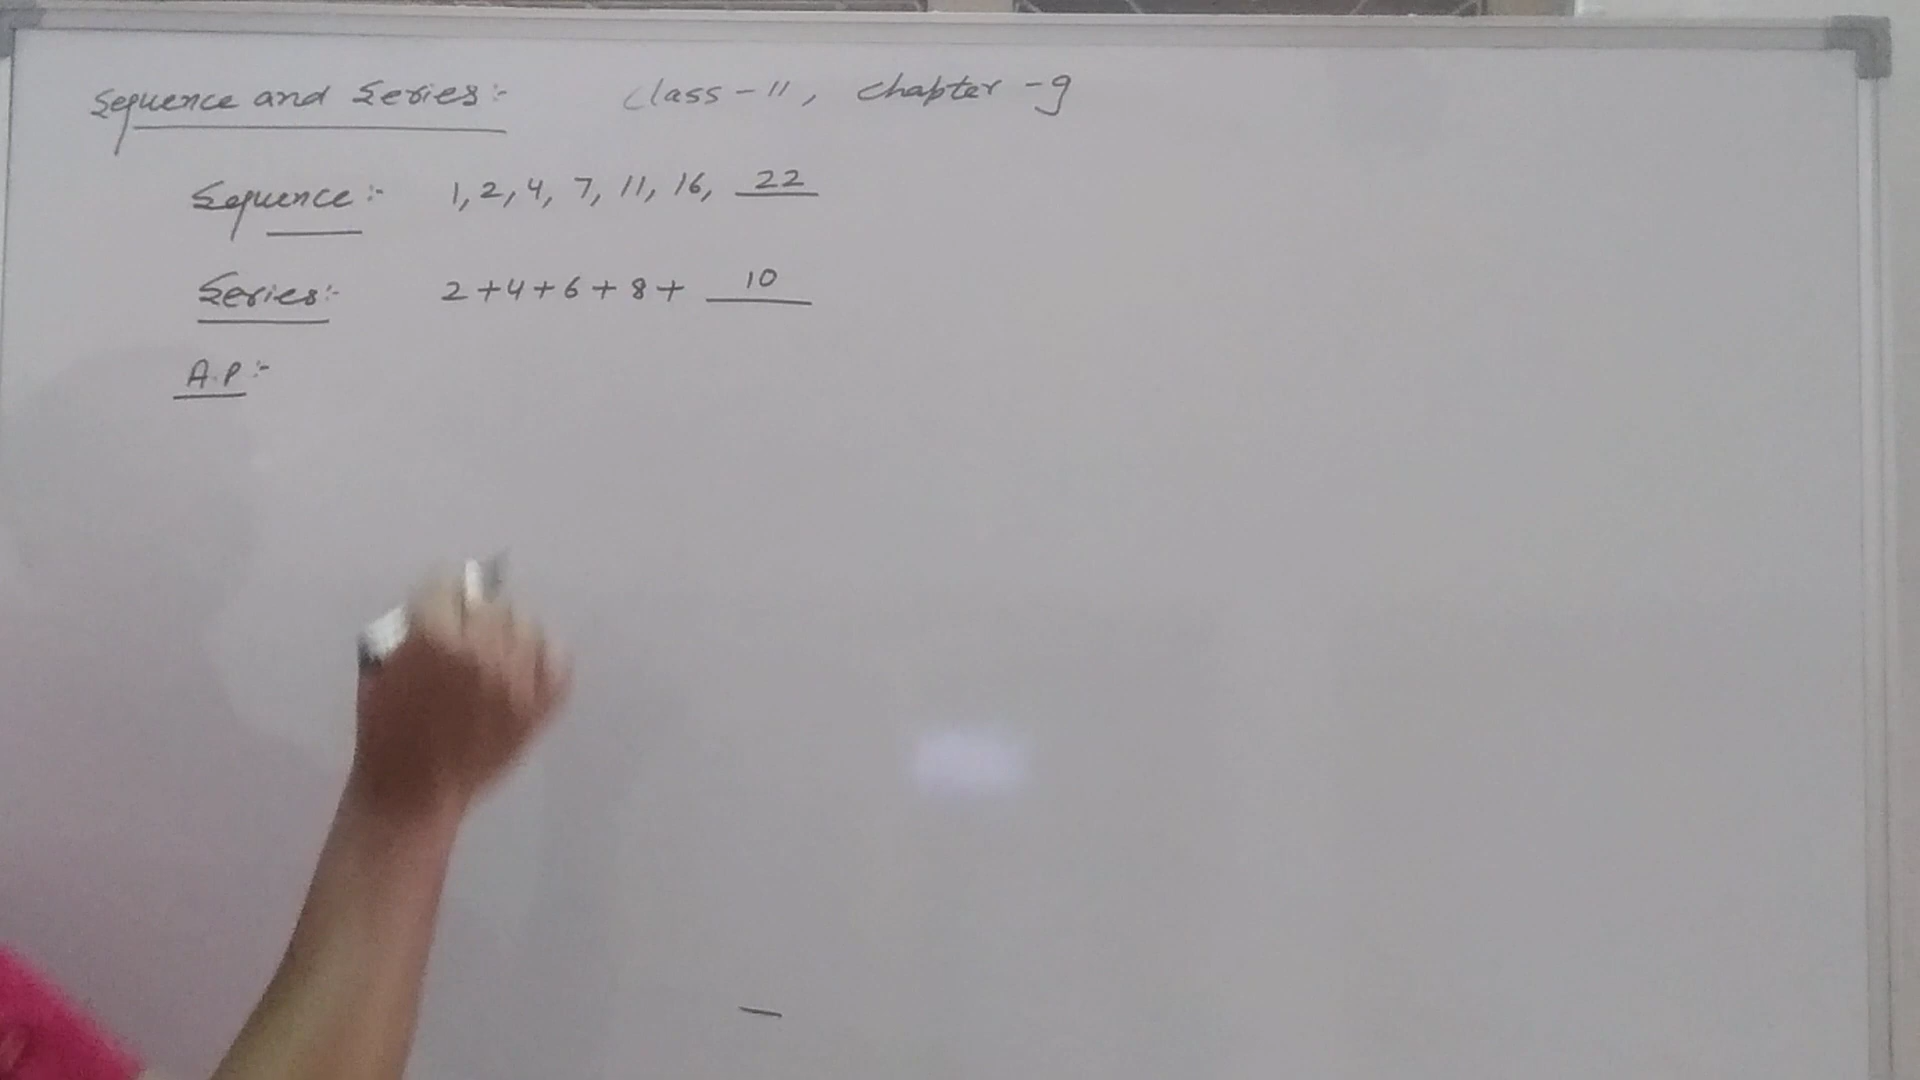 Sequence and Series:- Class-11, Chapter-9
Sequence:- 1, 2, 4, 7, 11, 16, 22
Series:- 2+4+6+8+ 10
A.P:-